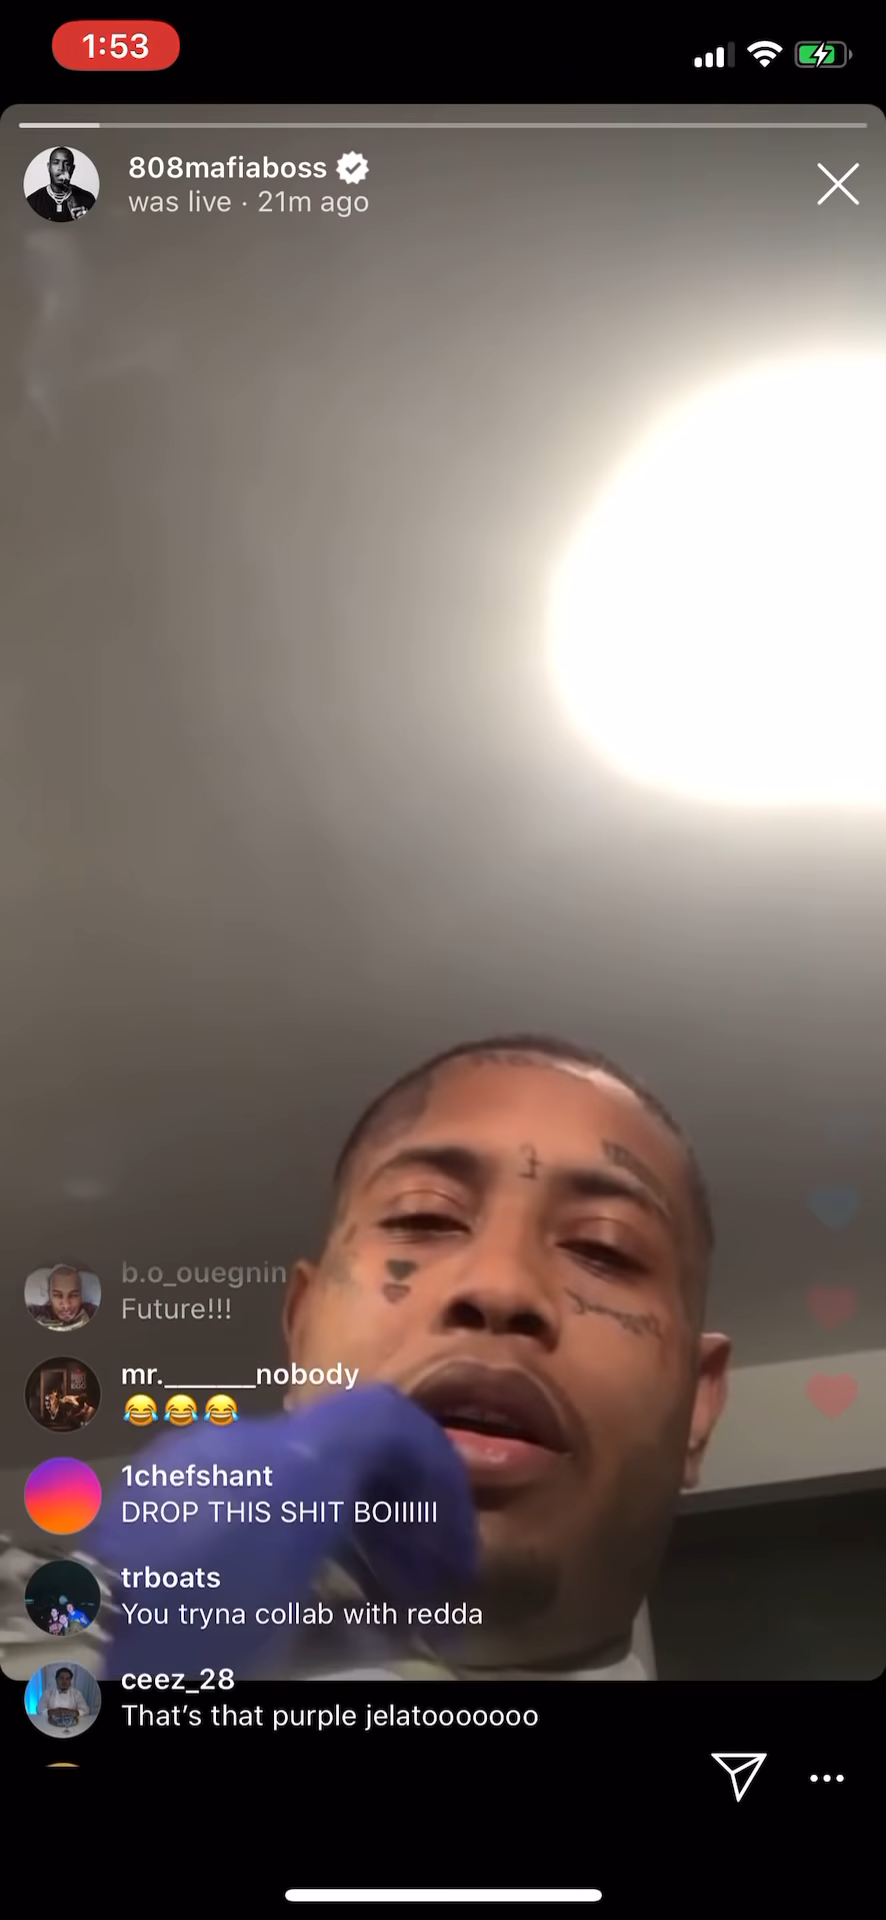 1:53
808mafiaboss
was live · 21m ago
b.o_ouegnin
Future!!!
mr.______nobody
😂😂😂
1chefshant
DROP THIS SHIT BOIIIIII
trboats
You tryna collab with redda
ceez_28
That's that purple jelatooooooo